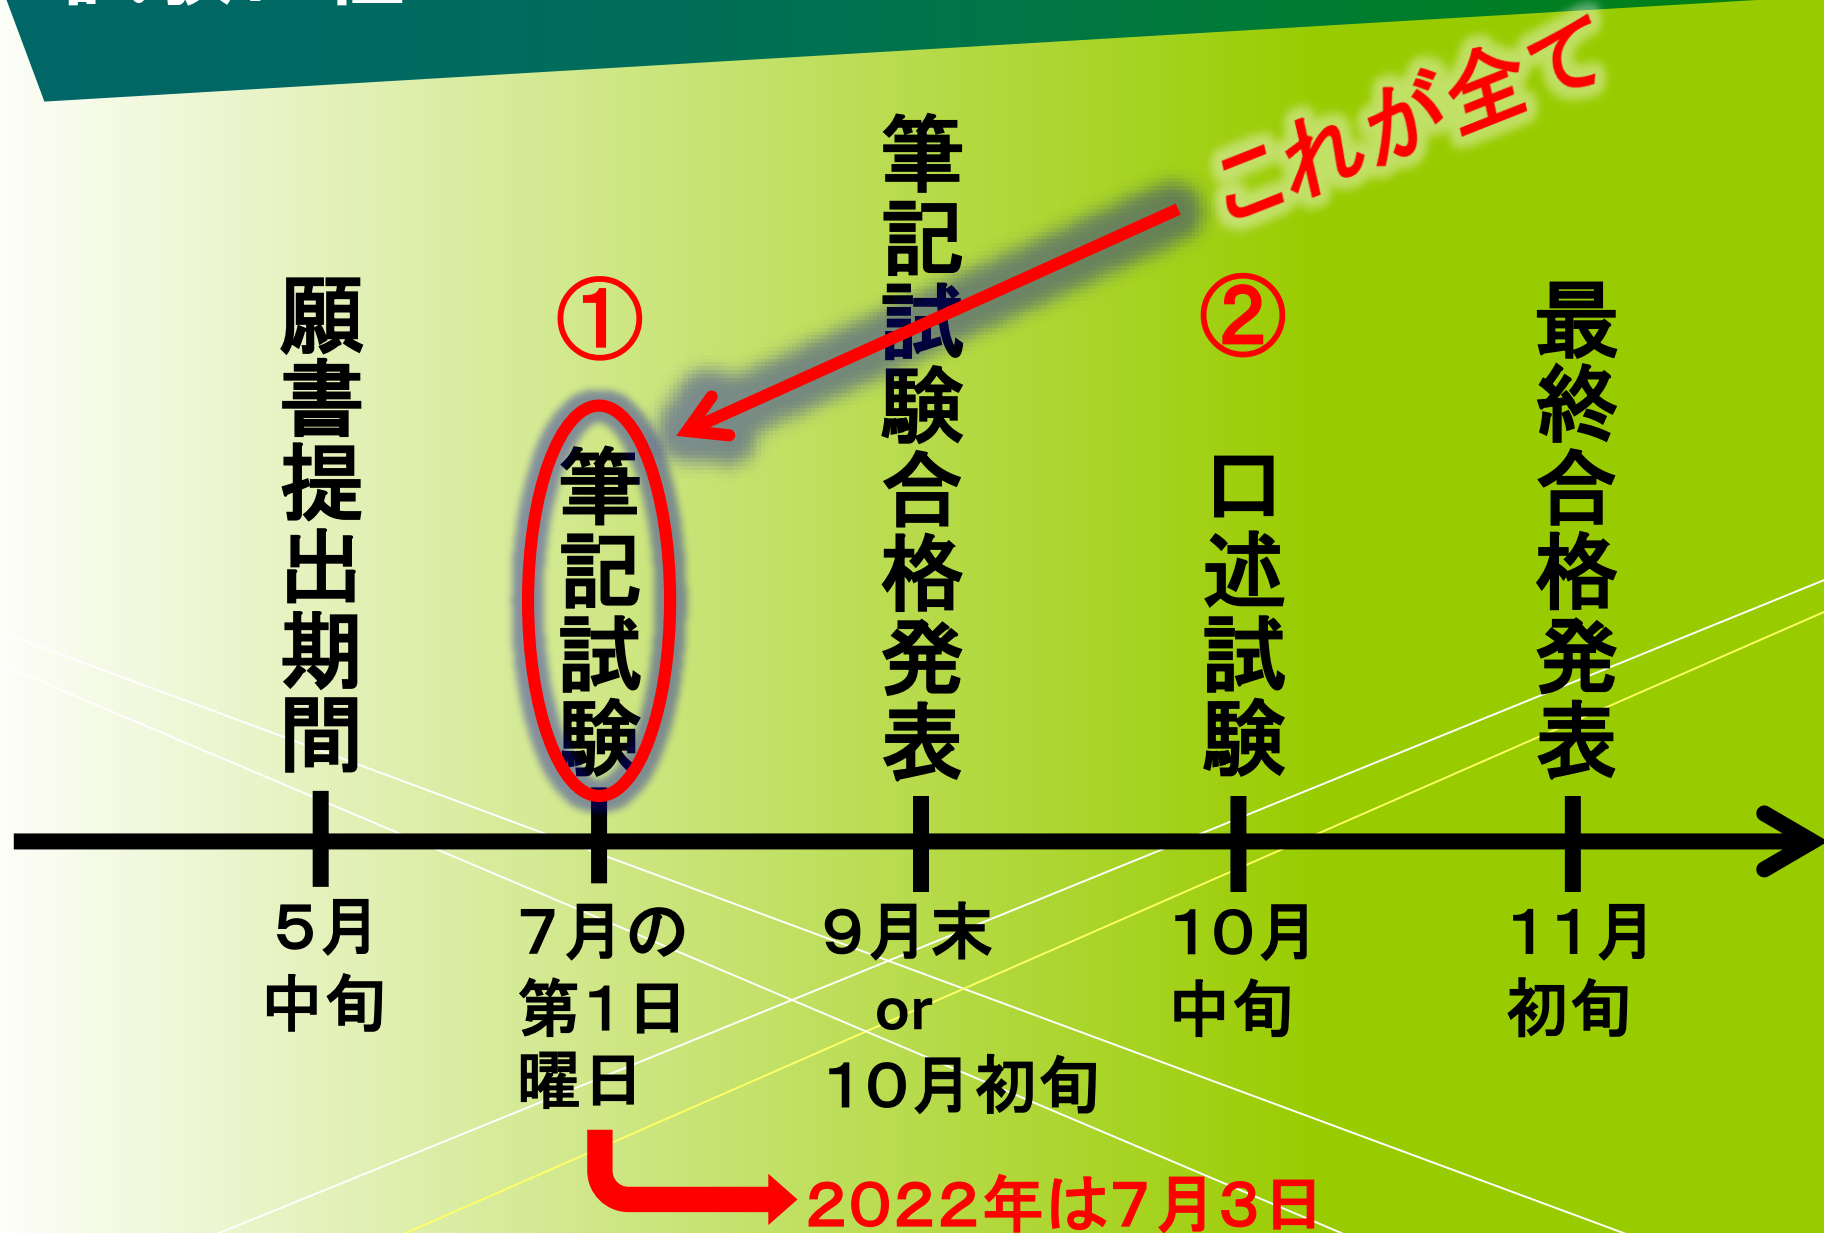 これが全て
願書提出期間
①
筆記試験
筆記試験合格発表
②
口述試験
最終合格発表
5月
中旬
7月の
第1日
曜日
9月末
or
10月初旬
10月
中旬
11月
初旬
2022年は7月3日